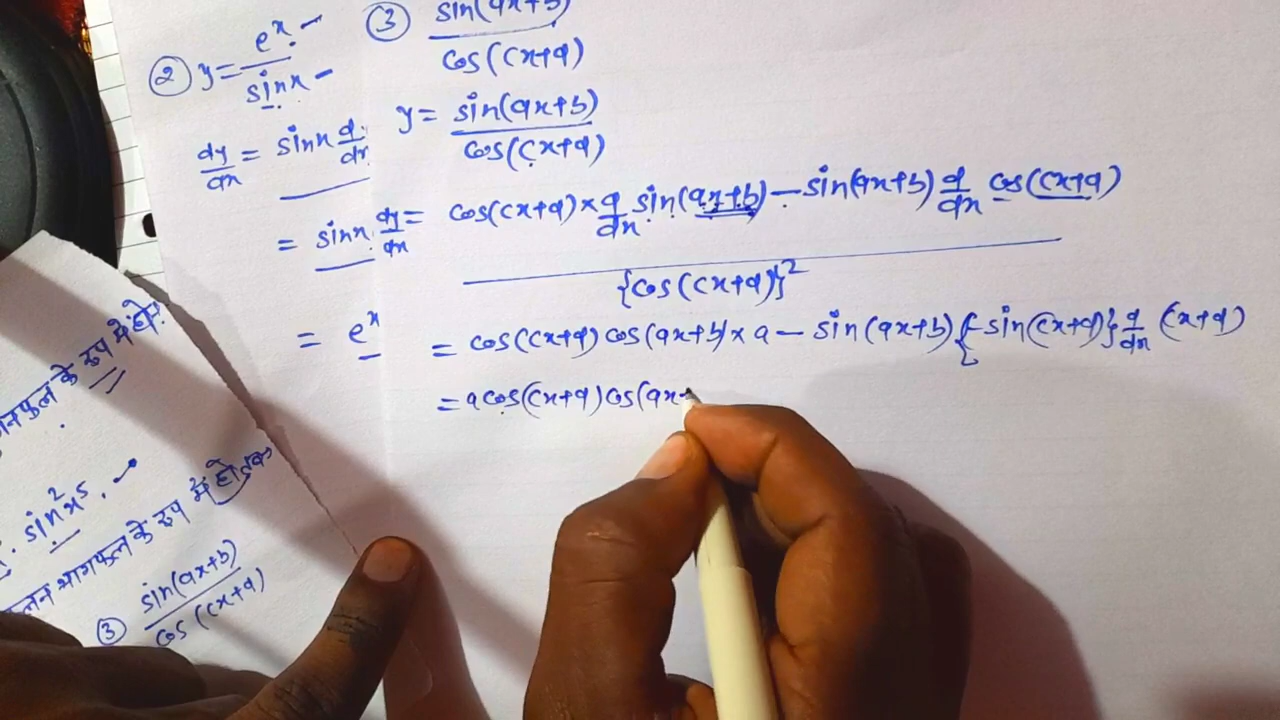 ② y = e^x / sinx
dy/dx = sinx d/dx
= sinx
= e^x
③ sin(ax+b) / cos(cx+d)
y = sin(ax+b) / cos(cx+d)
dy/dx = cos(cx+d) × d/dx sin(ax+b) − sin(ax+b) d/dx cos(cx+d)
{cos(cx+d)}²
= cos(cx+d) cos(ax+b) × a − sin(ax+b) {−sin(cx+d)} d/dx (cx+d)
= a cos(cx+d) cos(ax+
के रूप में हो
sin²x⁵.
भागफल के रूप में हो तब
③ sin(ax+b) / cos(cx+d)